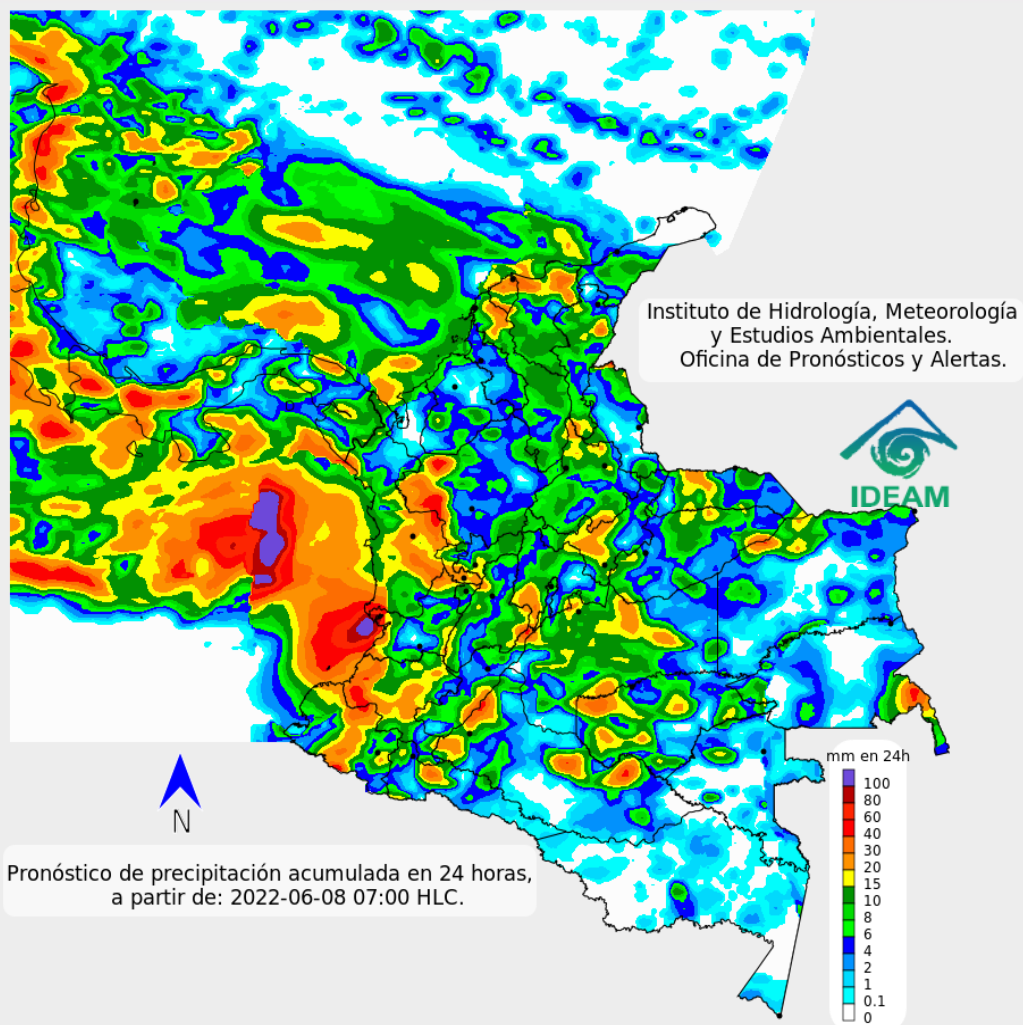 Instituto de Hidrología, Meteorología
y Estudios Ambientales.
Oficina de Pronósticos y Alertas.
IDEAM
mm en 24h
100
80
60
40
30
20
15
10
8
6
4
2
1
0.1
0
N
Pronóstico de precipitación acumulada en 24 horas,
a partir de: 2022-06-08 07:00 HLC.